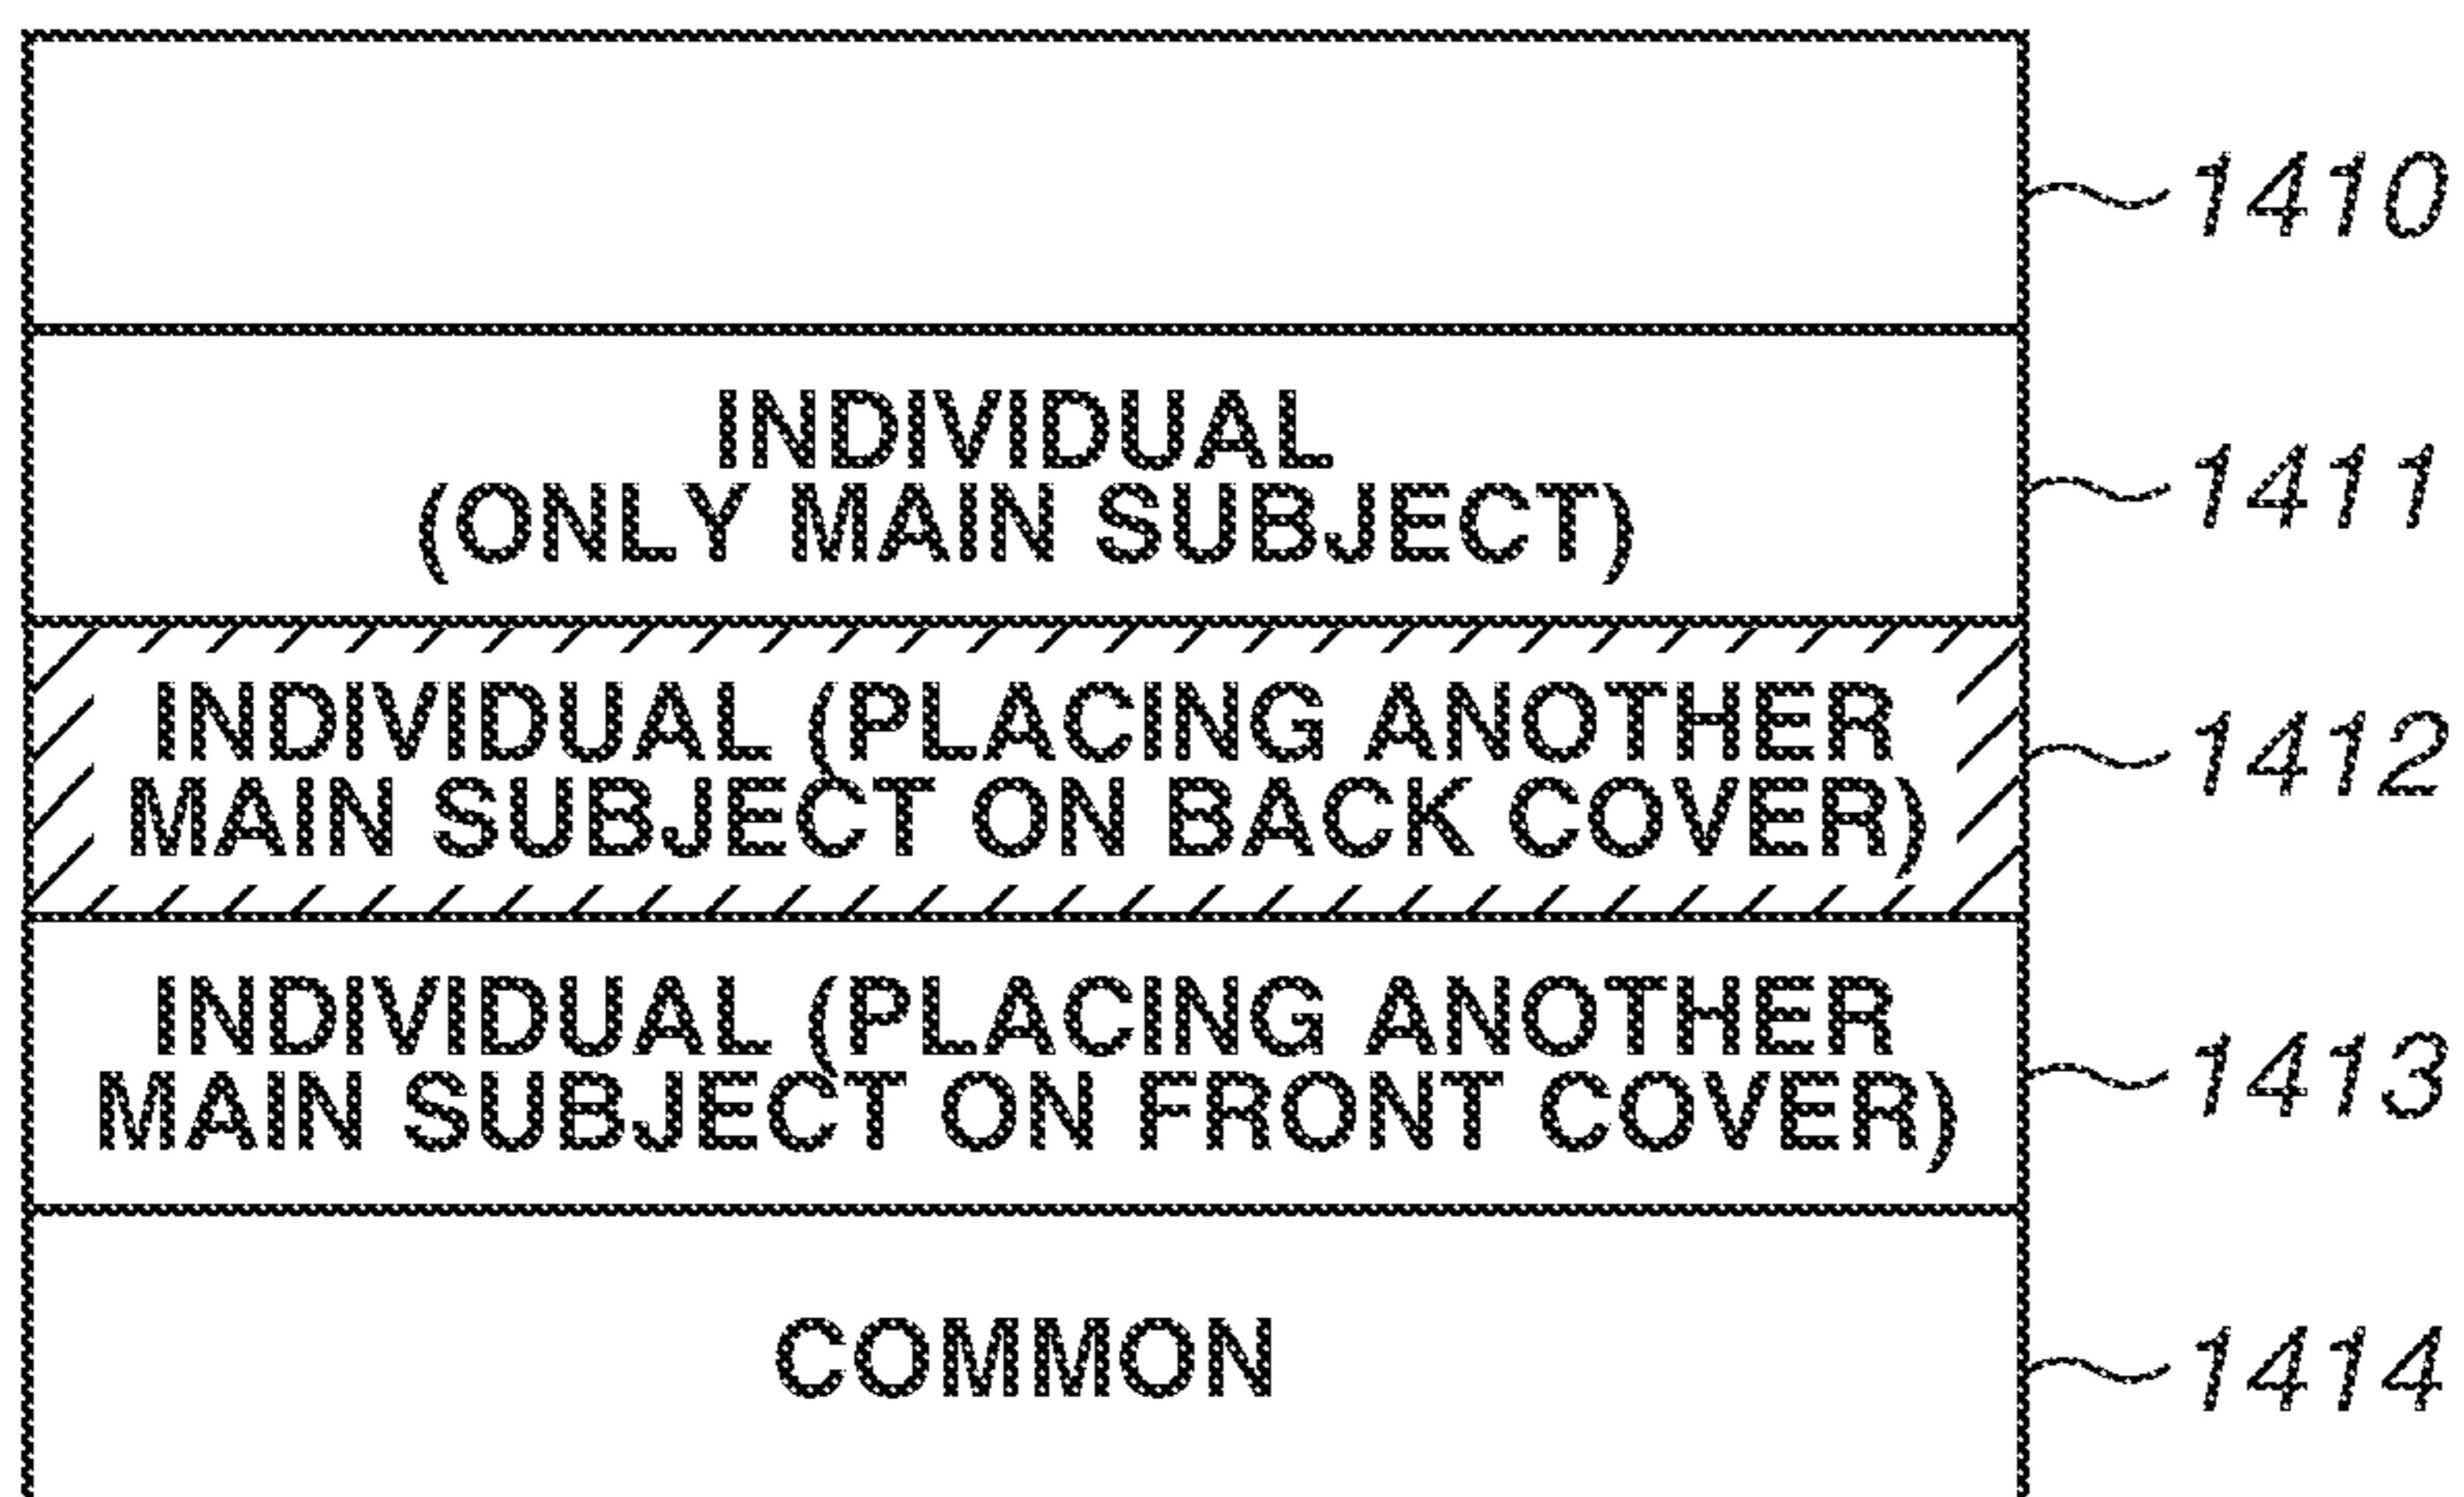 1410
INDIVIDUAL
(ONLY MAIN SUBJECT)
1411
INDIVIDUAL (PLACING ANOTHER
MAIN SUBJECT ON BACK COVER)
1412
INDIVIDUAL (PLACING ANOTHER
MAIN SUBJECT ON FRONT COVER)
1413
COMMON
1414